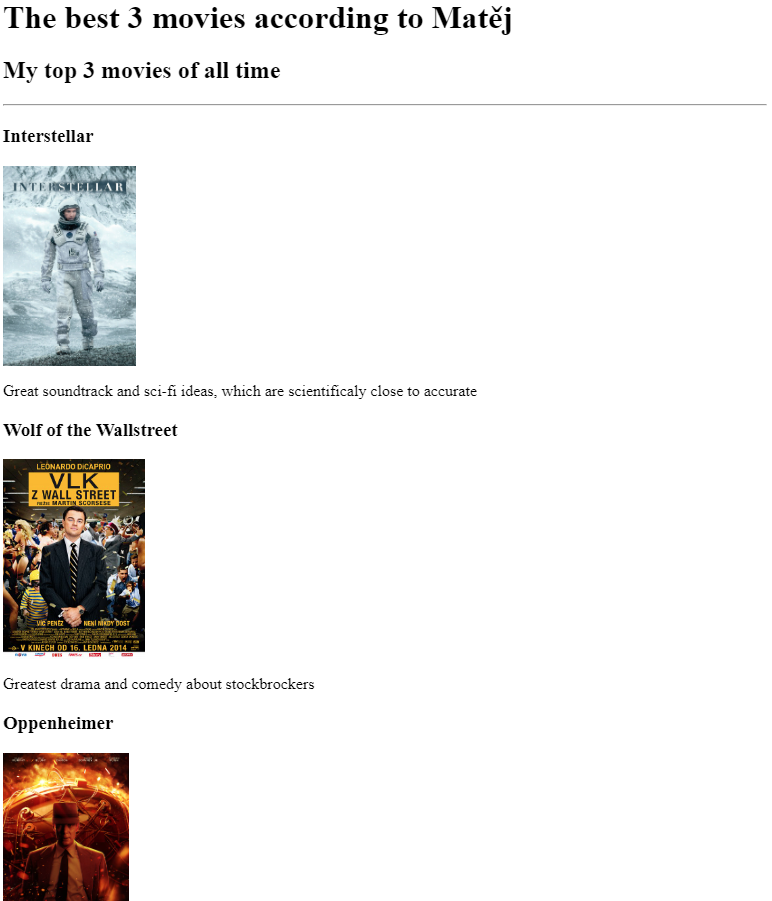 The best 3 movies according to Matěj
My top 3 movies of all time
Interstellar
INTERSTELLAR
Great soundtrack and sci-fi ideas, which are scientificaly close to accurate
Wolf of the Wallstreet
LEONARDO DiCAPRIO
VLK
Z WALL STREET
REŽIE MARTIN SCORSESE
VÍC PENĚZ NENÍ NIKDY DOST
V KINECH OD 16. LEDNA 2014
Greatest drama and comedy about stockbrockers
Oppenheimer